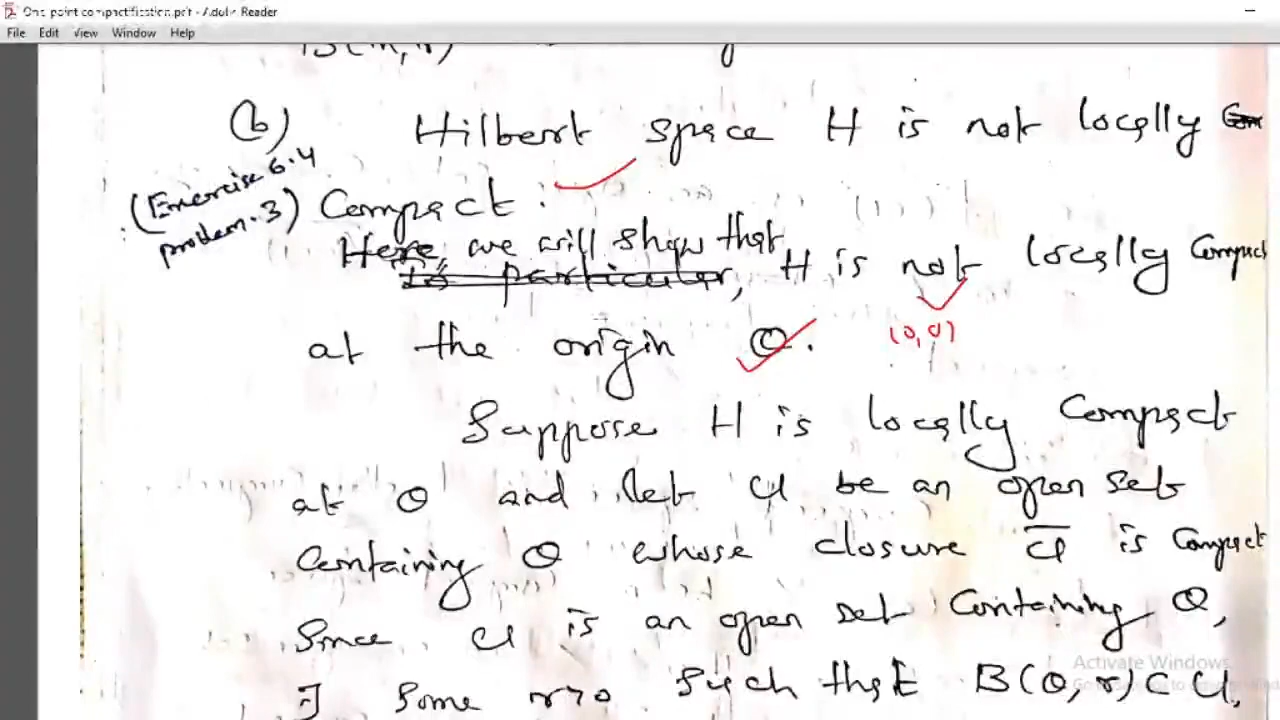 One point compactification.pdf - Adobe Reader
File Edit View Window Help
(b) Hilbert space H is not locally
(Exercise 6.4
problem. 3)
Compact :
Here, we will show that
In particular, H is not locally Compact
(0,0)
at the origin O.
Suppose H is locally Compact
at O and let U be an open set
containing O whose closure U̅ is compact
Since U is an open set containing O,
∃ some r>0 such that B(O,r) ⊂ U,
Activate Windows